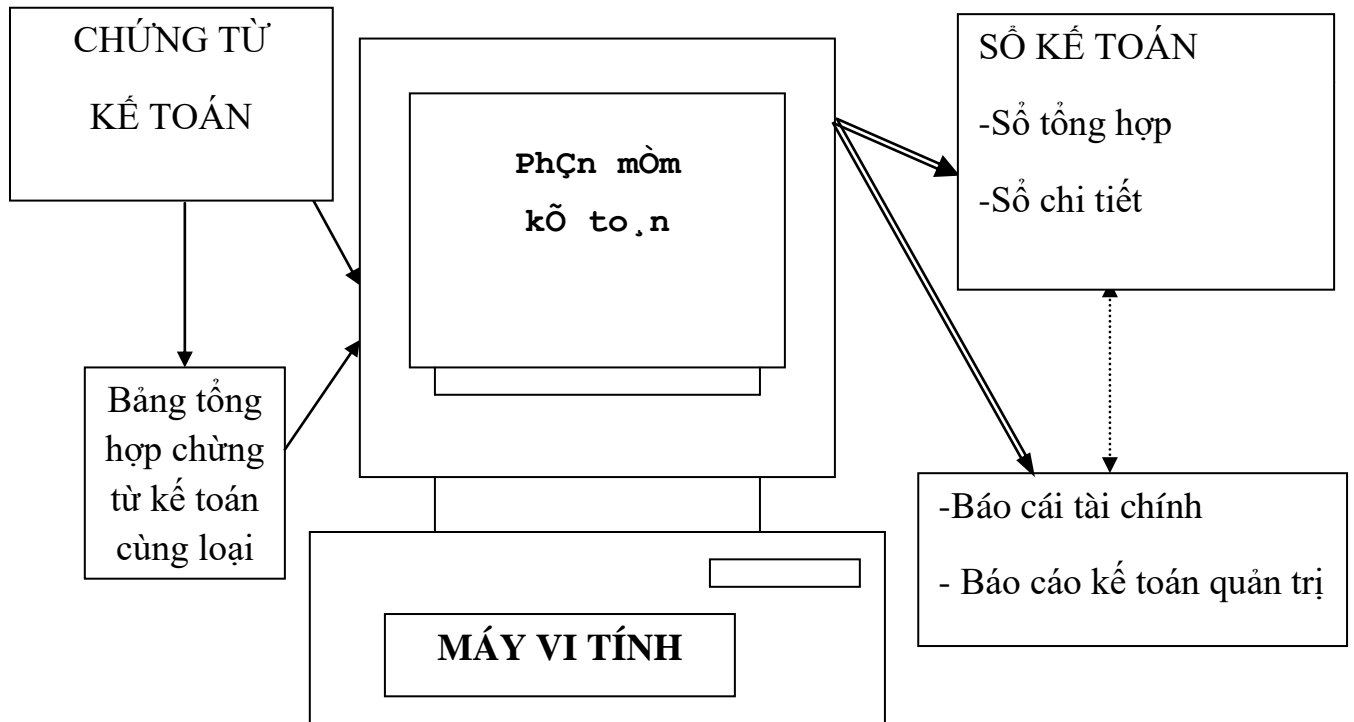 CHỨNG TỪ
KẾ TOÁN
PhÇn mÒm
kÕ to¸n
SỔ KẾ TOÁN
-Sổ tổng hợp
-Sổ chi tiết
Bảng tổng
hợp chừng
từ kế toán
cùng loại
-Báo cái tài chính
- Báo cáo kế toán quản trị
MÁY VI TÍNH